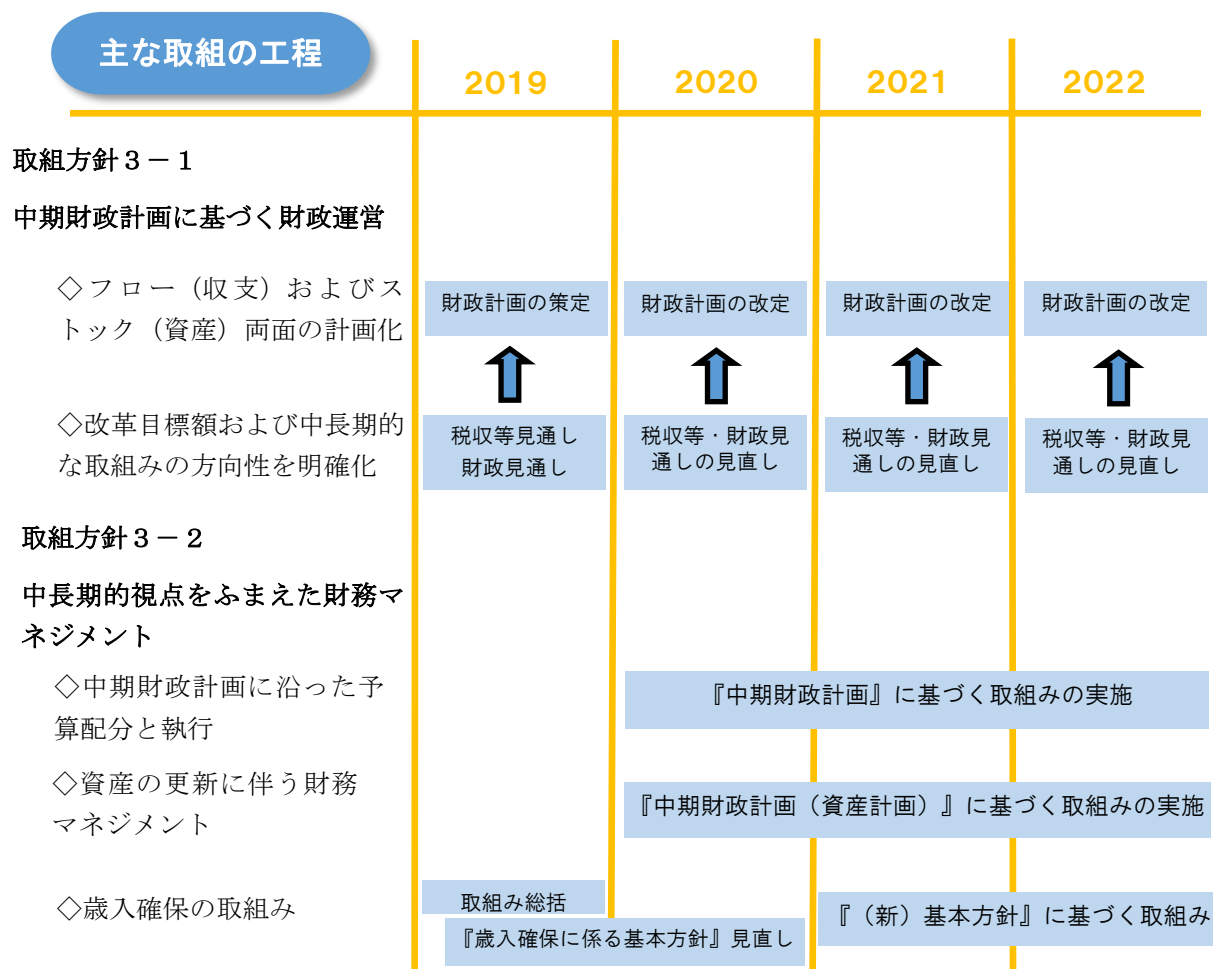 主な取組の工程
2019 2020 2021 2022
取組方針３－１
中期財政計画に基づく財政運営
◇フロー（収支）およびス
トック（資産）両面の計画化
財政計画の策定 財政計画の改定 財政計画の改定 財政計画の改定
◇改革目標額および中長期的
な取組みの方向性を明確化
税収等見通し
財政見通し
税収等・財政見
通しの見直し
税収等・財政見
通しの見直し
税収等・財政見
通しの見直し
取組方針３－２
中長期的視点をふまえた財務マ
ネジメント
◇中期財政計画に沿った予
算配分と執行
『中期財政計画』に基づく取組みの実施
◇資産の更新に伴う財務
マネジメント
『中期財政計画（資産計画）』に基づく取組みの実施
◇歳入確保の取組み
取組み総括
『歳入確保に係る基本方針』見直し
『（新）基本方針』に基づく取組み